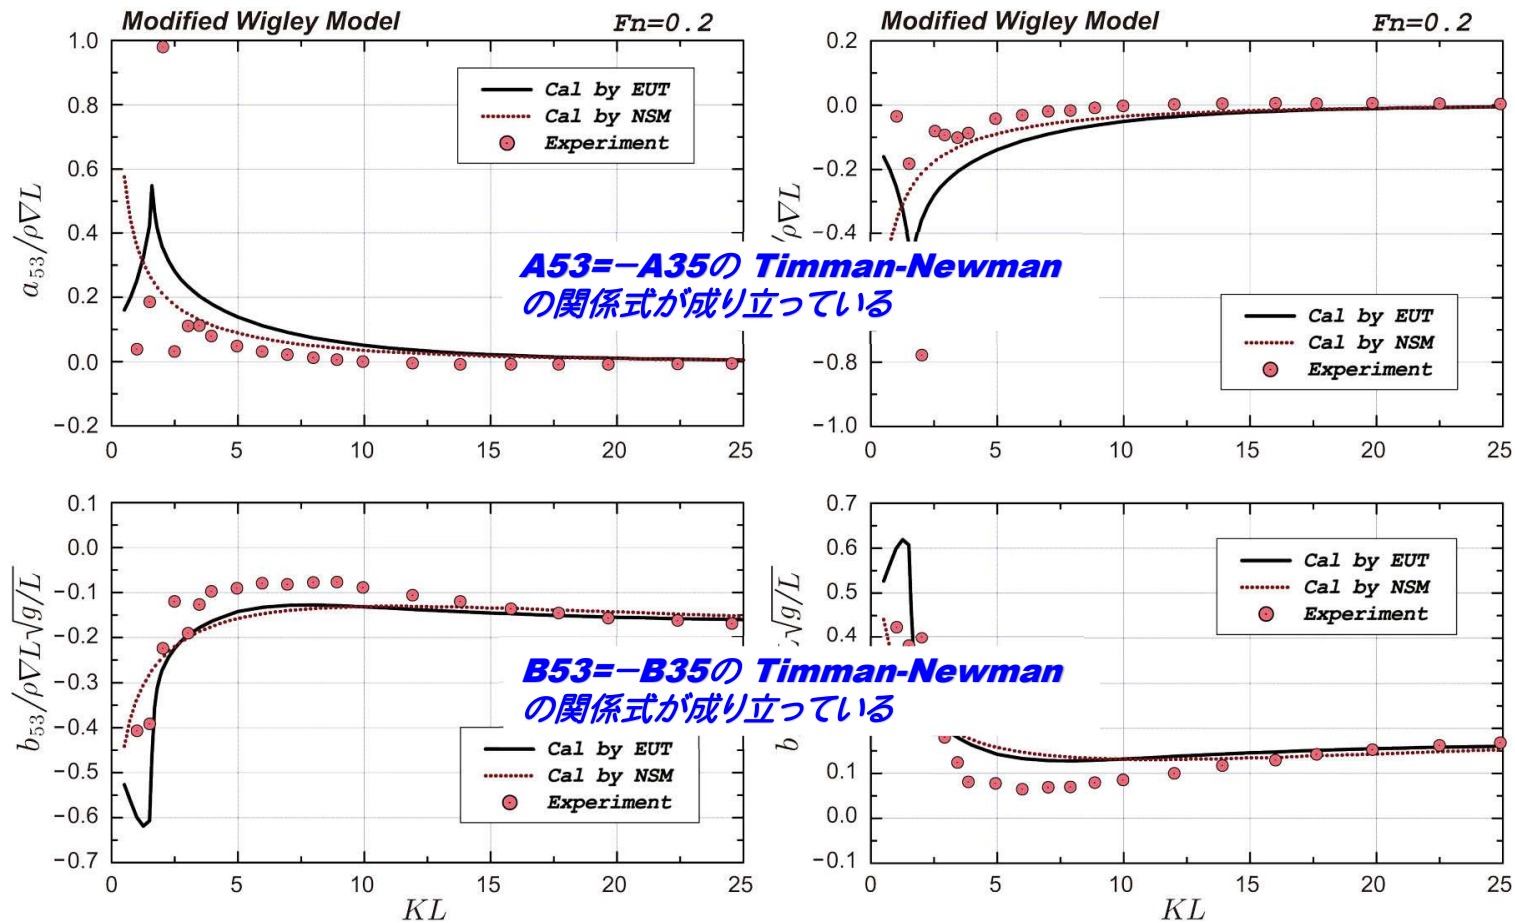 Modified Wigley Model Fn=0.2
1.0
0.8
0.6
0.4
0.2
0.0
−0.2
a53/ρ∇L
Cal by EUT
Cal by NSM
Experiment
0 5 10 15 20 25
Modified Wigley Model Fn=0.2
0.2
0.0
−0.2
−0.4
−0.8
−1.0
ρ∇L
Cal by EUT
Cal by NSM
Experiment
0 5 10 15 20 25
A53=−A35の Timman-Newman
の関係式が成り立っている
0.1
0.0
−0.1
−0.2
−0.3
−0.4
−0.5
−0.6
−0.7
b53/ρ∇L√g/L
Cal by EUT
Cal by NSM
Experiment
0 5 10 15 20 25
KL
0.7
0.6
0.5
0.4
0.1
0.0
−0.1
b
√g/L
Cal by EUT
Cal by NSM
Experiment
0 5 10 15 20 25
KL
B53=−B35の Timman-Newman
の関係式が成り立っている